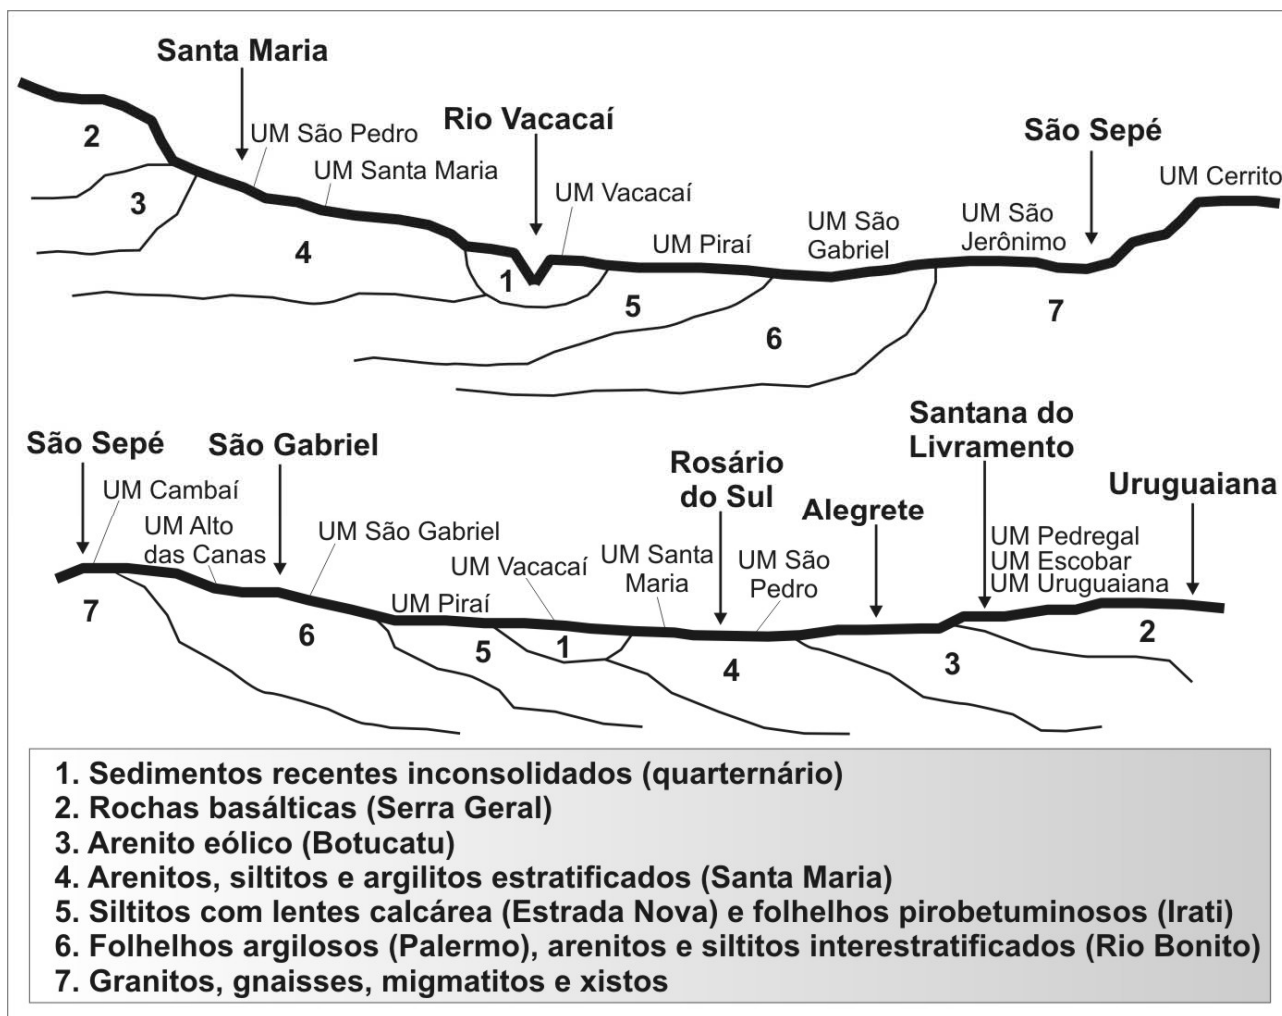 Santa Maria
Rio Vacacaí
São Sepé
2
UM São Pedro
UM Santa Maria
UM Vacacaí
UM Cerrito
3
UM São
Gabriel
UM São
Jerônimo
UM Piraí
4
1
5
6
7
São Sepé
São Gabriel
Rosário
do Sul
Alegrete
Santana do
Livramento
Uruguaiana
UM Cambaí
UM Alto
das Canas
UM São Gabriel
UM Vacacaí
UM Piraí
UM Santa
Maria
UM São
Pedro
UM Pedregal
UM Escobar
UM Uruguaiana
7
6
5
1
4
3
2
1. Sedimentos recentes inconsolidados (quarternário)
2. Rochas basálticas (Serra Geral)
3. Arenito eólico (Botucatu)
4. Arenitos, siltitos e argilitos estratificados (Santa Maria)
5. Siltitos com lentes calcárea (Estrada Nova) e folhelhos pirobetuminosos (Irati)
6. Folhelhos argilosos (Palermo), arenitos e siltitos interestratificados (Rio Bonito)
7. Granitos, gnaisses, migmatitos e xistos